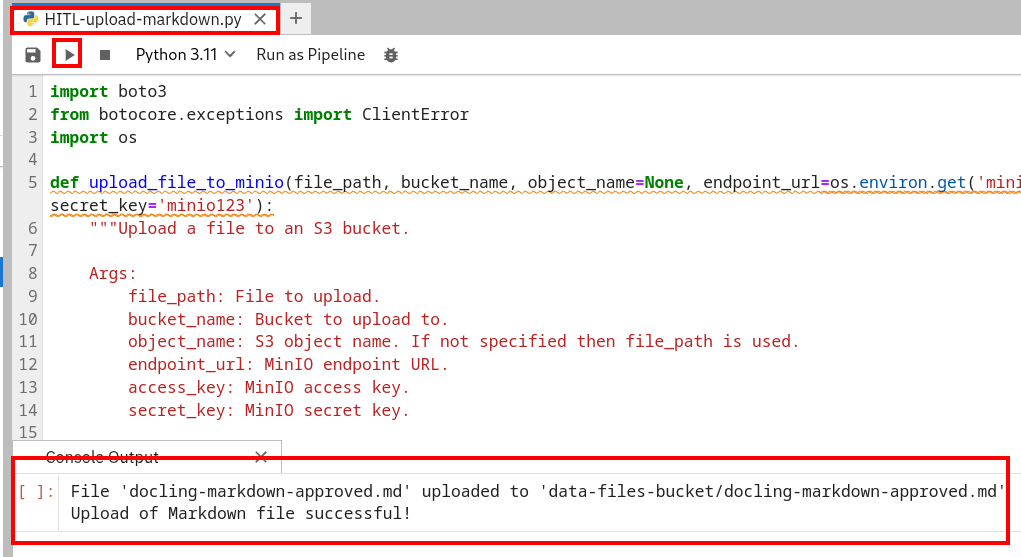 HITL-upload-markdown.py
Python 3.11 Run as Pipeline
1 import boto3
2 from botocore.exceptions import ClientError
3 import os
4
5 def upload_file_to_minio(file_path, bucket_name, object_name=None, endpoint_url=os.environ.get('mini
secret_key='minio123'):
6 """Upload a file to an S3 bucket.
7
8 Args:
9 file_path: File to upload.
10 bucket_name: Bucket to upload to.
11 object_name: S3 object name. If not specified then file_path is used.
12 endpoint_url: MinIO endpoint URL.
13 access_key: MinIO access key.
14 secret_key: MinIO secret key.
15
Console Output
[ ]: File 'docling-markdown-approved.md' uploaded to 'data-files-bucket/docling-markdown-approved.md'
Upload of Markdown file successful!